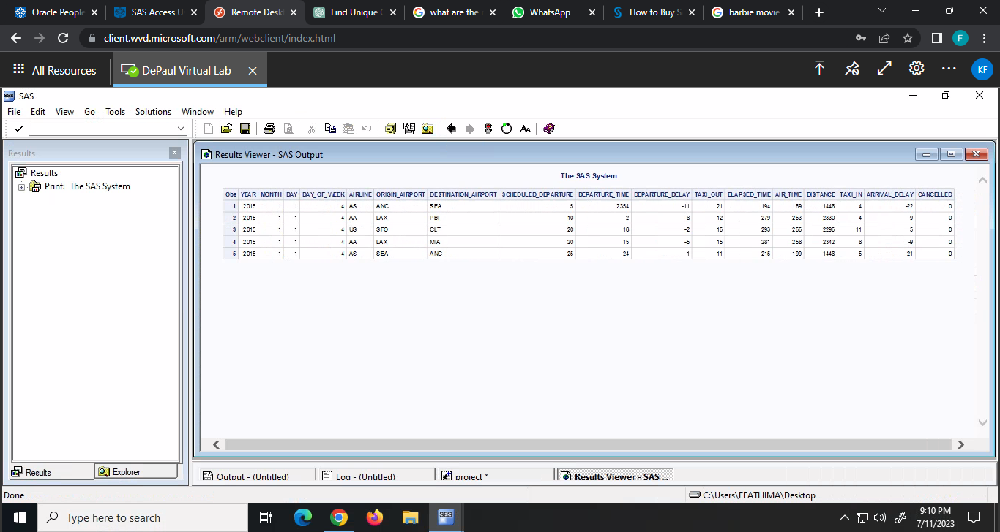 Oracle People SAS Access U Remote Desk Find Unique what are the WhatsApp How to Buy S barbie movie
client.wvd.microsoft.com/arm/webclient/index.html F
All Resources DePaul Virtual Lab KF
SAS
File Edit View Go Tools Solutions Window Help
Results
Results Viewer - SAS Output
Results
Print: The SAS System
The SAS System
Obs YEAR MONTH DAY DAY_OF_WEEK AIRLINE ORIGIN_AIRPORT DESTINATION_AIRPORT SCHEDULED_DEPARTURE DEPARTURE_TIME DEPARTURE_DELAY TAXI_OUT ELAPSED_TIME AIR_TIME DISTANCE TAXI_IN ARRIVAL_DELAY CANCELLED
1 2015 1 1 4 AS ANC SEA 5 2354 -11 21 194 169 1448 4 -22 0
2 2015 1 1 4 AA LAX PBI 10 2 -8 12 279 263 2330 4 -9 0
3 2015 1 1 4 US SFO CLT 20 18 -2 16 293 266 2296 11 5 0
4 2015 1 1 4 AA LAX MIA 20 15 -5 15 281 258 2342 8 -9 0
5 2015 1 1 4 AS SEA ANC 25 24 -1 11 215 199 1448 5 -21 0
Results Explorer
Output - (Untitled) Log - (Untitled) project * Results Viewer - SAS ...
Done C:\Users\FFATHIMA\Desktop
Type here to search sas 9:10 PM
7/11/2023